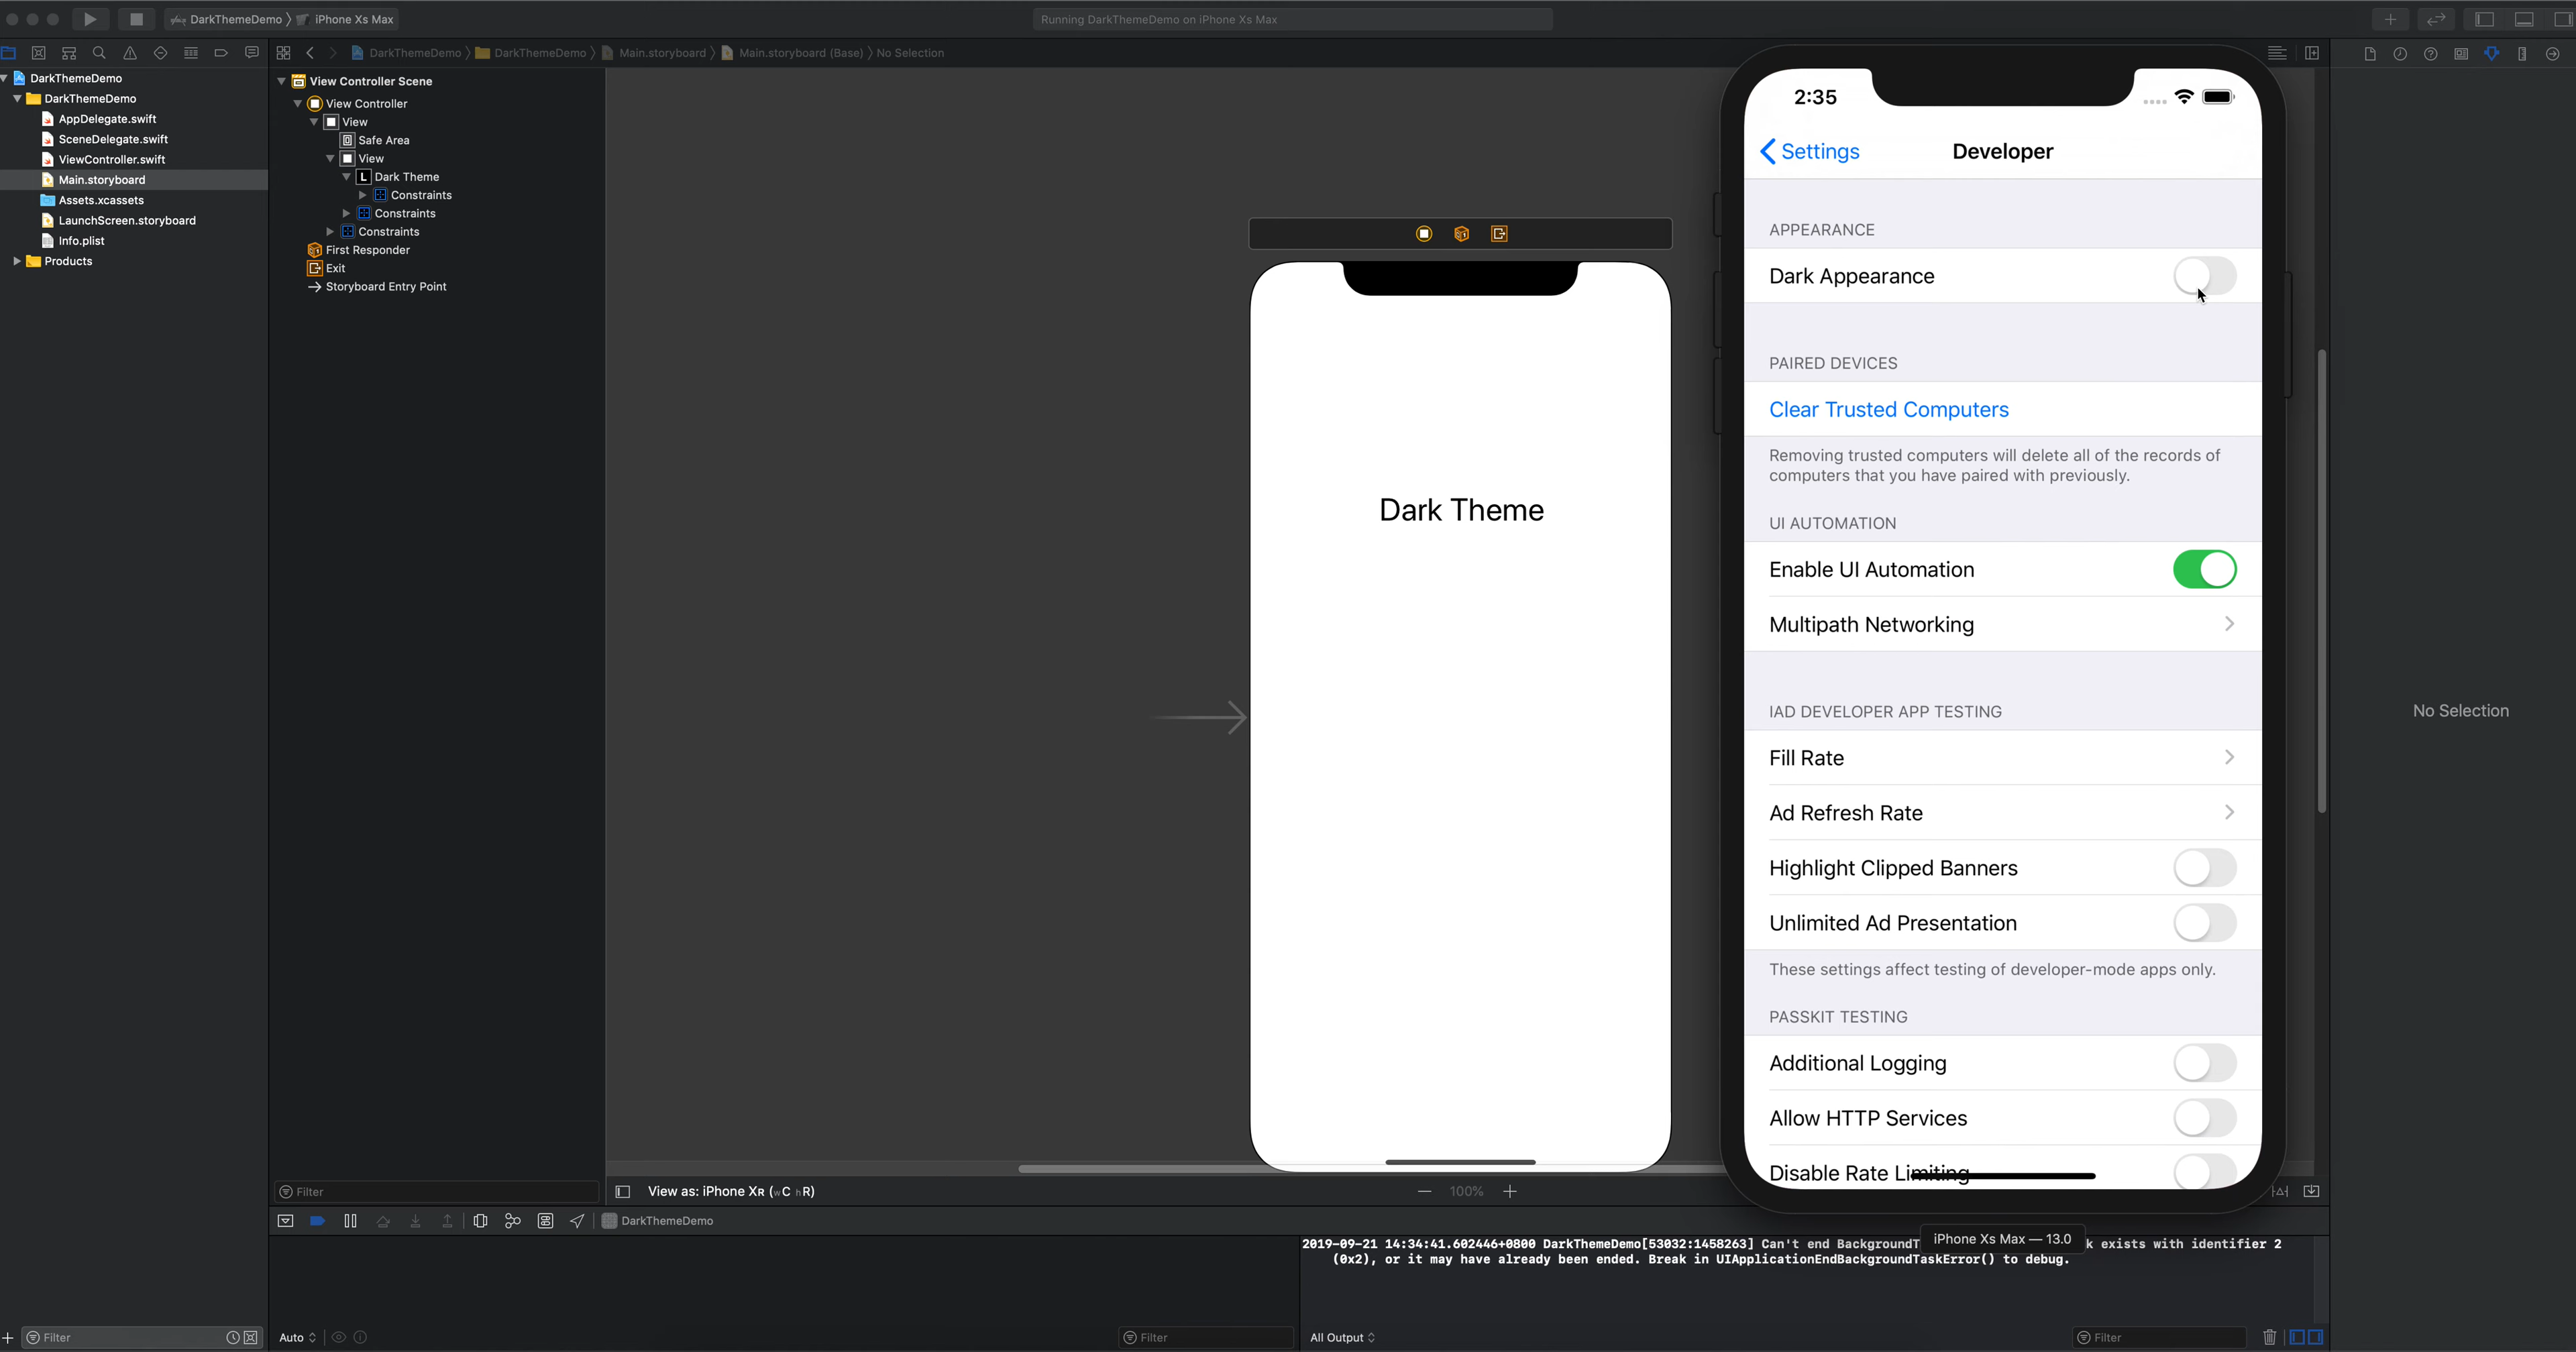 DarkThemeDemo 〉 iPhone Xs Max
Running DarkThemeDemo on iPhone Xs Max
DarkThemeDemo 〉 DarkThemeDemo 〉 Main.storyboard 〉 Main.storyboard (Base) 〉 No Selection
DarkThemeDemo
DarkThemeDemo
AppDelegate.swift
SceneDelegate.swift
ViewController.swift
Main.storyboard
Assets.xcassets
LaunchScreen.storyboard
Info.plist
Products
Filter
View Controller Scene
View Controller
View
Safe Area
View
L Dark Theme
Constraints
Constraints
Constraints
First Responder
Exit
Storyboard Entry Point
Filter
Dark Theme
View as: iPhone XR (wC hR)
100%
2:35
Settings
Developer
APPEARANCE
Dark Appearance
PAIRED DEVICES
Clear Trusted Computers
Removing trusted computers will delete all of the records of
computers that you have paired with previously.
UI AUTOMATION
Enable UI Automation
Multipath Networking
IAD DEVELOPER APP TESTING
Fill Rate
Ad Refresh Rate
Highlight Clipped Banners
Unlimited Ad Presentation
These settings affect testing of developer-mode apps only.
PASSKIT TESTING
Additional Logging
Allow HTTP Services
Disable Rate Limiting
iPhone Xs Max — 13.0
No Selection
DarkThemeDemo
2019-09-21 14:34:41.602446+0800 DarkThemeDemo[53032:1458263] Can't end BackgroundT k exists with identifier 2
(0x2), or it may have already been ended. Break in UIApplicationEndBackgroundTaskError() to debug.
Auto
Filter
All Output
Filter